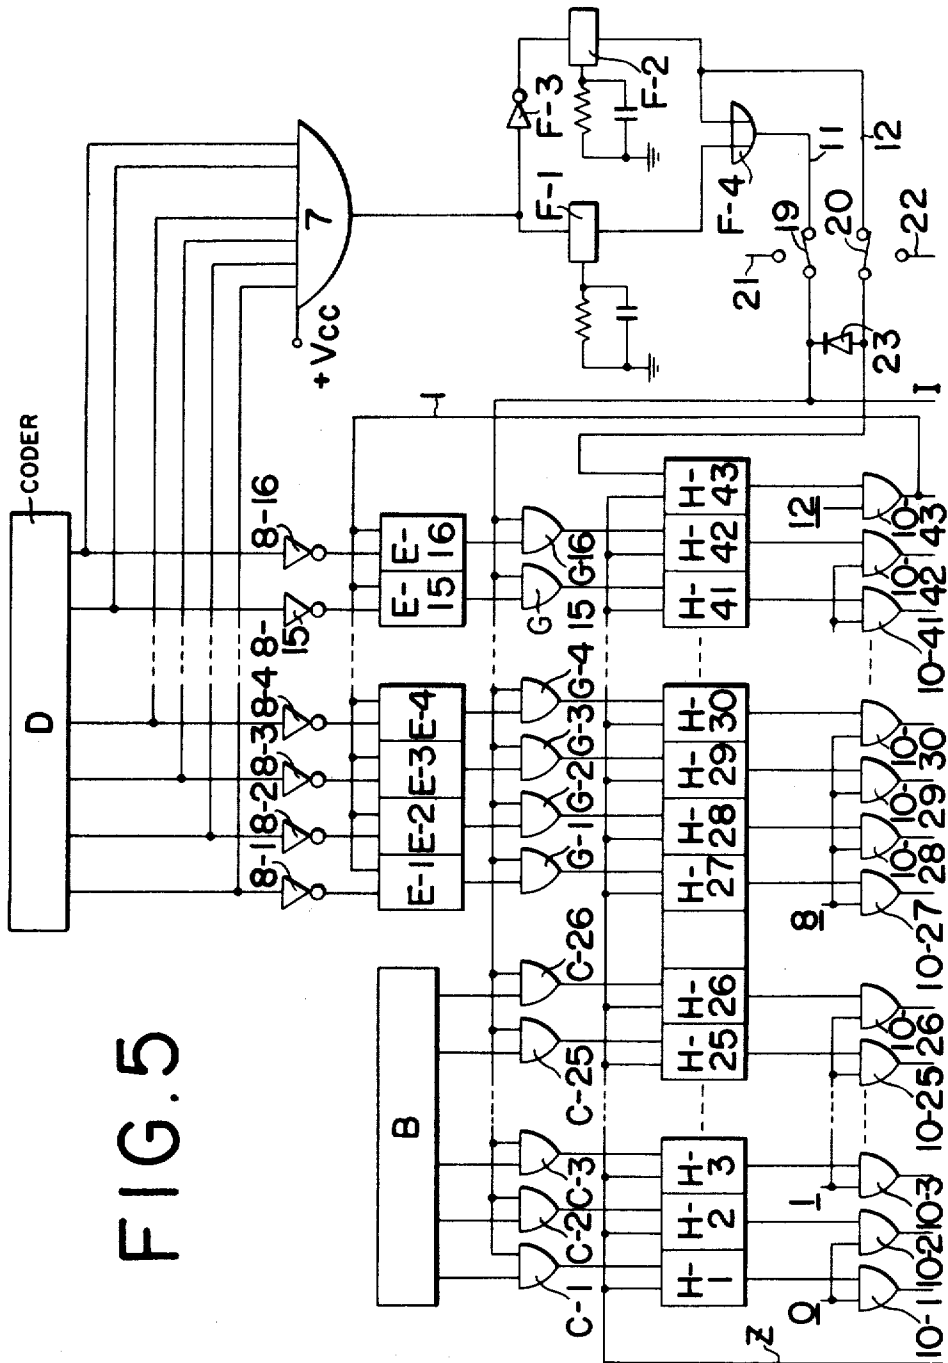 FIG. 5
CODER
D
7
+Vcc
8-1
8-2
8-3
8-4
8-
15
8-16
E-1
E-2
E-3
E-4
E-
15
E-
16
F-1
F-2
F-3
F-4
11
12
19
20
21
22
23
I
1
B
C-1
C-2
C-3
C-25
C-26
G-1
G-2
G-3
G-4
G
15
G-16
H-
1
H-
2
H-
3
H-
25
H-
26
H-
27
H-
28
H-
29
H-
30
H-
41
H-
42
H-
43
0
1
8
12
10-1
10-2
10-3
10-25
10-
26
10-27
10-
28
10-
29
10-
30
10-41
10-
42
10-
43
Z